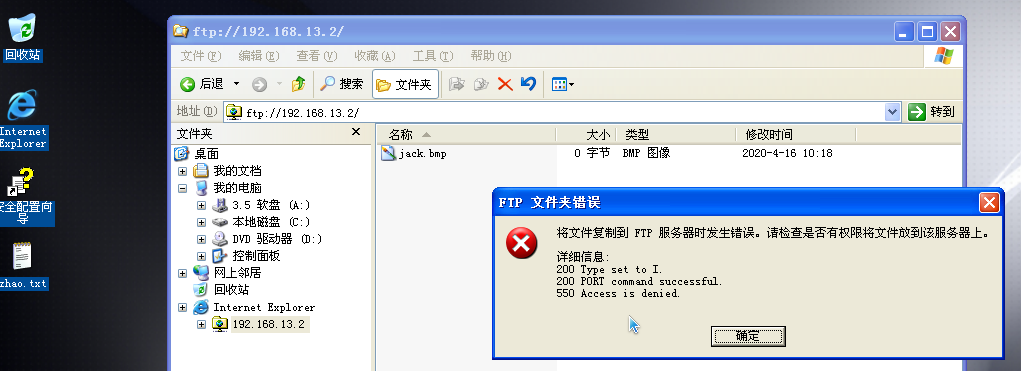 回收站
Internet
Explorer
安全配置向
导
zhao.txt
ftp://192.168.13.2/
文件(F) 编辑(E) 查看(V) 收藏(A) 工具(T) 帮助(H)
后退 搜索 文件夹
地址(D) ftp://192.168.13.2/ 转到
文件夹
桌面
我的文档
我的电脑
3.5 软盘 (A:)
本地磁盘 (C:)
DVD 驱动器 (D:)
控制面板
网上邻居
回收站
Internet Explorer
192.168.13.2
名称 大小 类型 修改时间
jack.bmp 0 字节 BMP 图像 2020-4-16 10:18
FTP 文件夹错误
将文件复制到 FTP 服务器时发生错误。请检查是否有权限将文件放到该服务器上。
详细信息:
200 Type set to I.
200 PORT command successful.
550 Access is denied.
确定